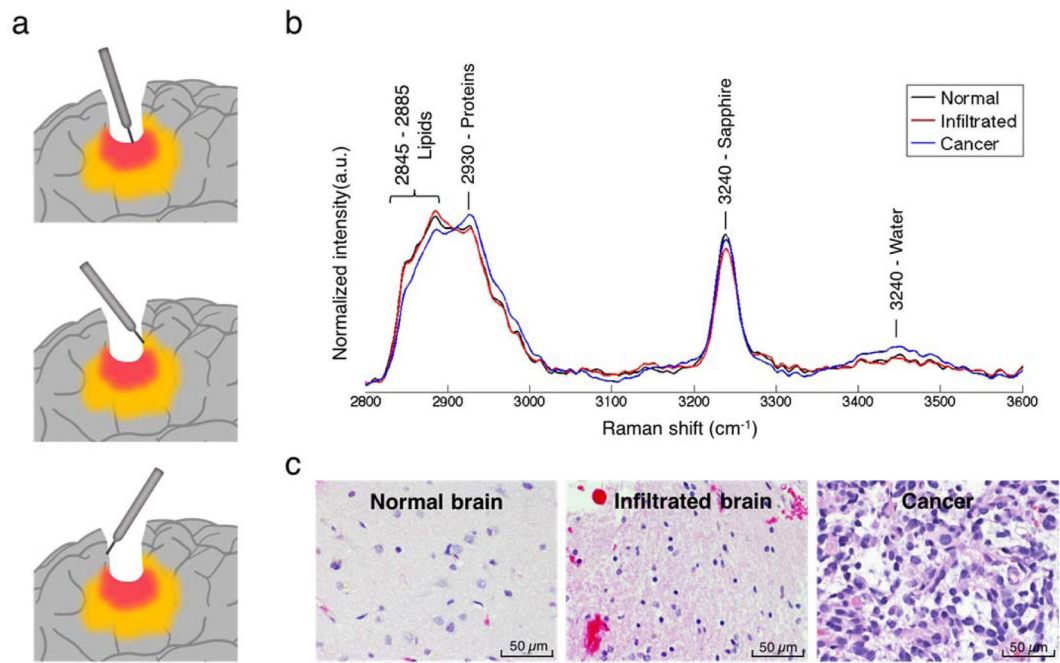 a
b
Normalized intensity(a.u.)
2845 - 2885
Lipids
2930 - Proteins
3240 - Sapphire
3240 - Water
Normal
Infiltrated
Cancer
2800 2900 3000 3100 3200 3300 3400 3500 3600
Raman shift (cm⁻¹)
c
Normal brain
50 µm
Infiltrated brain
50 µm
Cancer
50 µm